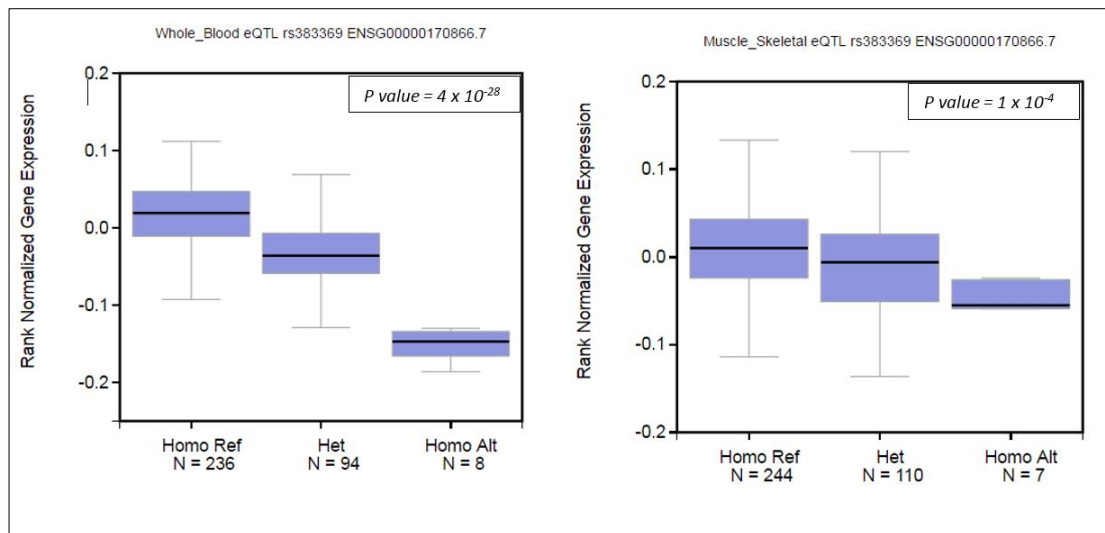 Whole_Blood eQTL rs383369 ENSG00000170866.7
P value = 4 x 10-28
Rank Normalized Gene Expression
0.2
0.1
0.0
-0.1
-0.2
Homo Ref Het Homo Alt
N = 236 N = 94 N = 8
Muscle_Skeletal eQTL rs383369 ENSG00000170866.7
P value = 1 x 10-4
Rank Normalized Gene Expression
0.2
0.1
0.0
-0.1
-0.2
Homo Ref Het Homo Alt
N = 244 N = 110 N = 7